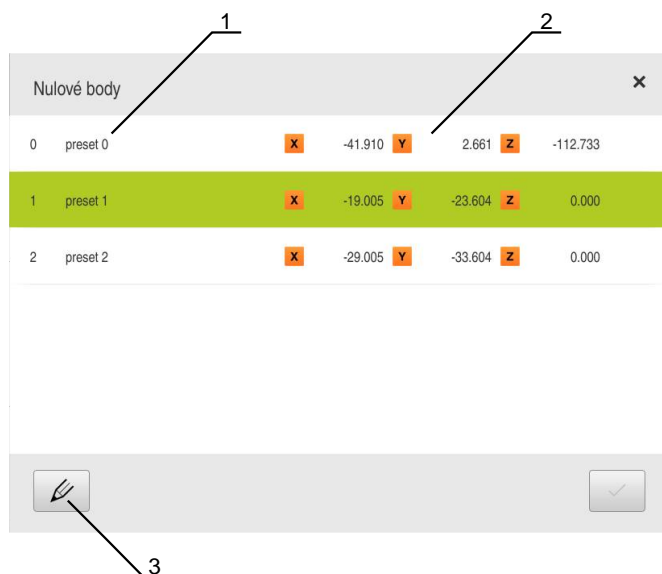 1 2
Nulové body ×
0 preset 0 X -41.910 Y 2.661 Z -112.733
1 preset 1 X -19.005 Y -23.604 Z 0.000
2 preset 2 X -29.005 Y -33.604 Z 0.000
3